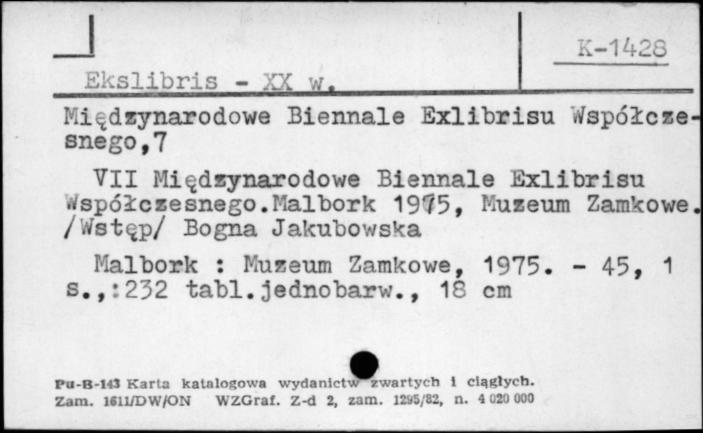 K-1428
Ekslibris - XX w.
Międzynarodowe Biennale Exlibrisu Współcze-
snego,7
VII Międzynarodowe Biennale Exlibrisu
Współczesnego.Malbork 1975, Muzeum Zamkowe.
/Wstęp/ Bogna Jakubowska
Malbork : Muzeum Zamkowe, 1975. - 45, 1
s.,:232 tabl.jednobarw., 18 cm
Pu-B-143 Karta katalogowa wydanictw zwartych i ciągłych.
Zam. 1611/DW/ON WZGraf. Z-d 2, zam. 1295/82, n. 4 020 000